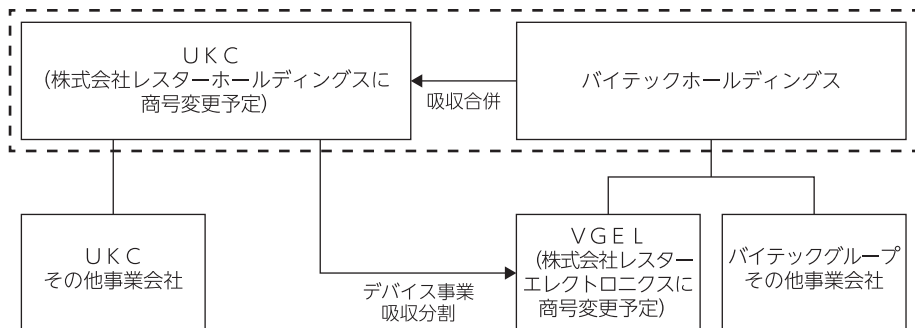 ＵＫＣ
(株式会社レスターホールディングスに
商号変更予定)
吸収合併
バイテックホールディングス
ＵＫＣ
その他事業会社
デバイス事業
吸収分割
ＶＧＥＬ
(株式会社レスター
エレクトロニクスに
商号変更予定)
バイテックグループ
その他事業会社